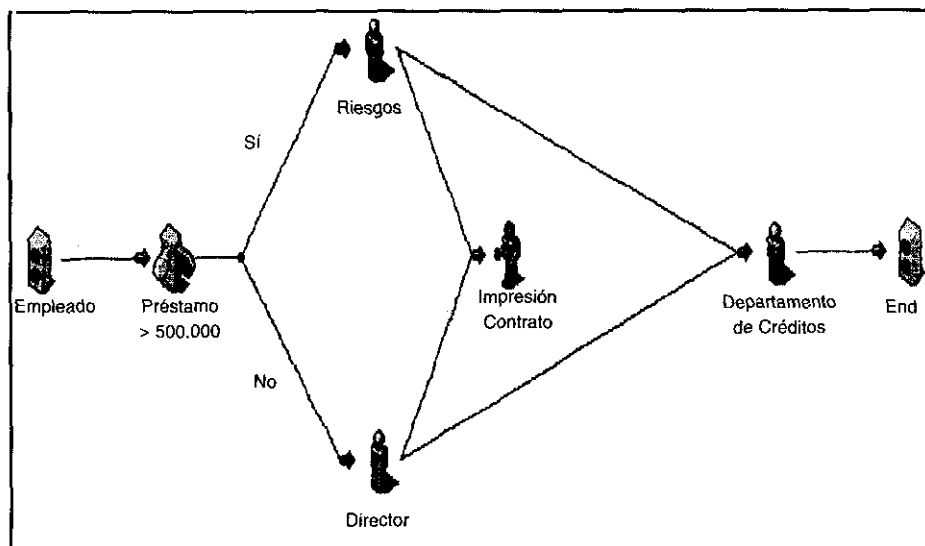 Riesgos
Sí
Empleado
Préstamo
> 500.000
Impresión
Contrato
Departamento
de Créditos
End
No
Director